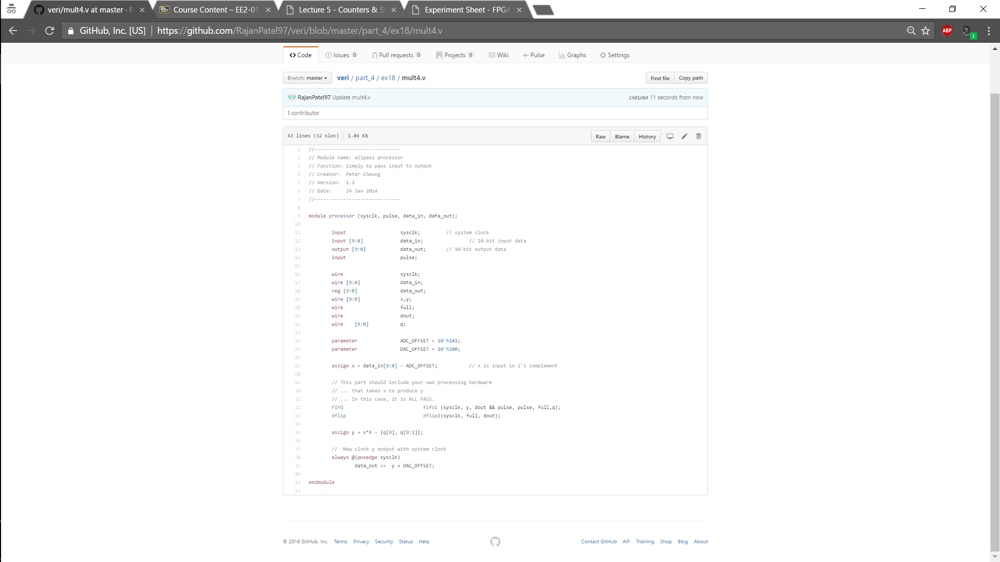 veri/mult4.v at master · R
Course Content – EE2-01
Lecture 5 - Counters & S
Experiment Sheet - FPGA
GitHub, Inc. [US] https://github.com/RajanPatel97/veri/blob/master/part_4/ex18/mult4.v
ABP
1
Code Issues 0 Pull requests 0 Projects 0 Wiki Pulse Graphs Settings
Branch: master veri / part_4 / ex18 / mult4.v Find file Copy path
RajanPatel97 Update mult4.v 2501d84 11 seconds from now
1 contributor
43 lines (32 sloc) 1.04 KB Raw Blame History
1 //------------------------------
2 // Module name: allpass processor
3 // Function: Simply to pass input to output
4 // Creator:  Peter Cheung
5 // Version:  1.1
6 // Date:     24 Jan 2014
7 //------------------------------
8
9 module processor (sysclk, pulse, data_in, data_out);
10
11 input sysclk; // system clock
12 input [9:0] data_in; // 10-bit input data
13 output [9:0] data_out; // 10-bit output data
14 input pulse;
15
16 wire sysclk;
17 wire [9:0] data_in;
18 reg [9:0] data_out;
19 wire [9:0] x,y;
20 wire full;
21 wire dout;
22 wire [9:0] q;
23
24 parameter ADC_OFFSET = 10'h181;
25 parameter DAC_OFFSET = 10'h200;
26
27 assign x = data_in[9:0] - ADC_OFFSET; // x is input in 2's complement
28
29 // This part should include your own processing hardware
30 // ... that takes x to produce y
31 // ... In this case, it is ALL PASS.
32 FIFO fifo1 (sysclk, y, dout && pulse, pulse, full,q);
33 dflip dflip1(sysclk, full, dout);
34
35 assign y = x*4 - {q[9], q[9:1]};
36
37 //  Now clock y output with system clock
38 always @(posedge sysclk)
39 data_out <=  y + DAC_OFFSET;
40
41 endmodule
42
© 2016 GitHub, Inc. Terms Privacy Security Status Help Contact GitHub API Training Shop Blog About